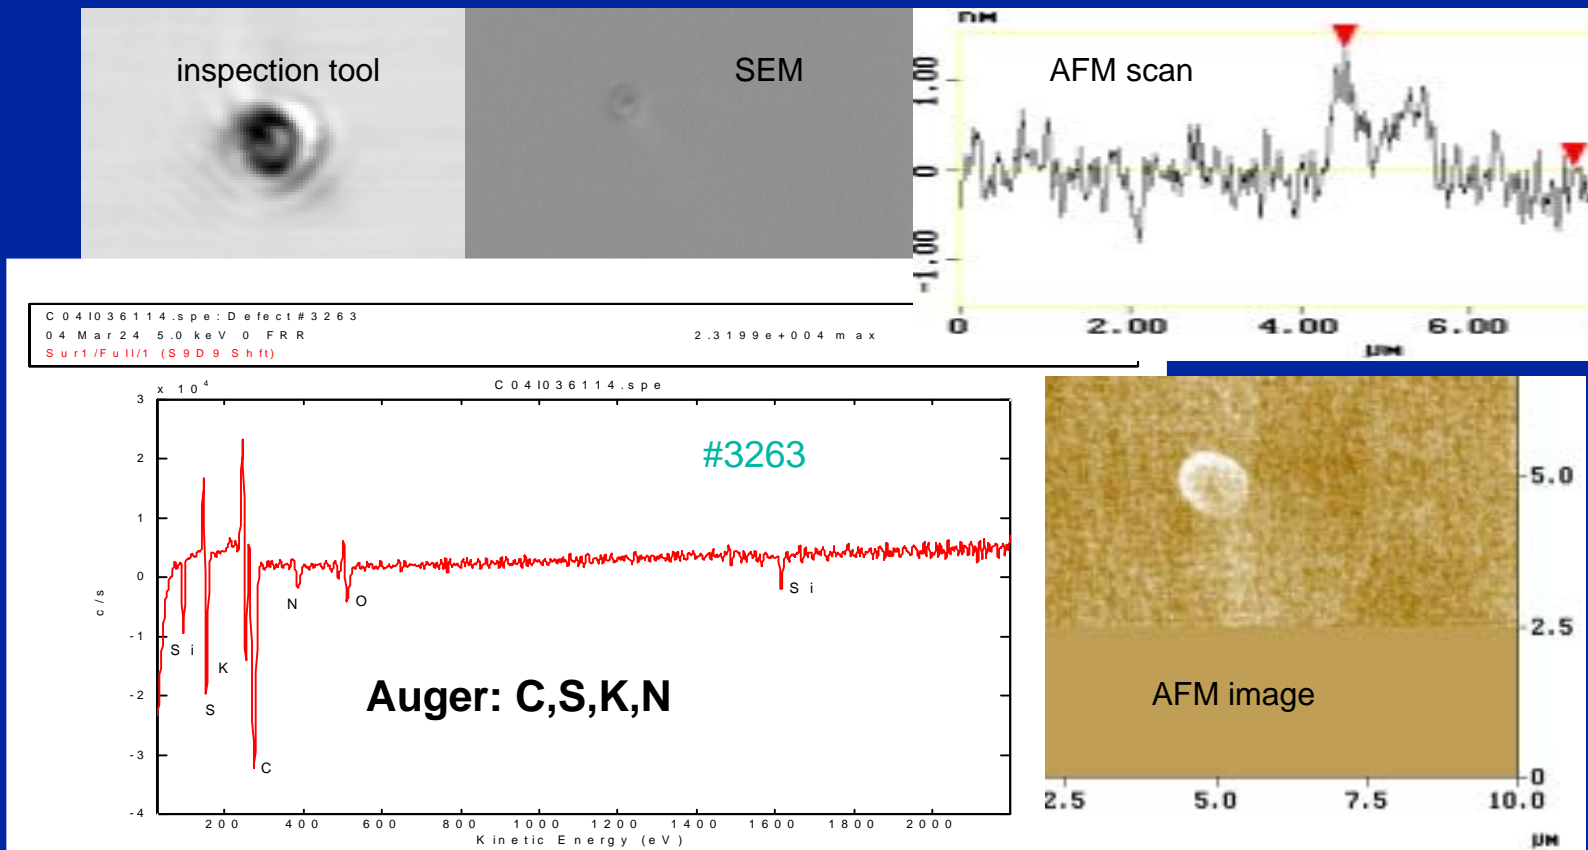 inspection tool
SEM
AFM scan
nm
1.00
0
-1.00
0 2.00 4.00 6.00
µm
C04I036114.spe: Defect#3263
04 Mar24 5.0 keV 0 FRR 2.3199e+004 max
Sur1/Full/1 (S9D9 Shft)
x 10^4
C04I036114.spe
3
2
1
0
-1
-2
-3
-4
c/s
#3263
N
O
Si
Si
K
S
C
Auger: C,S,K,N
200 400 600 800 1000 1200 1400 1600 1800 2000
Kinetic Energy (eV)
5.0
2.5
0
AFM image
2.5 5.0 7.5 10.0
µm